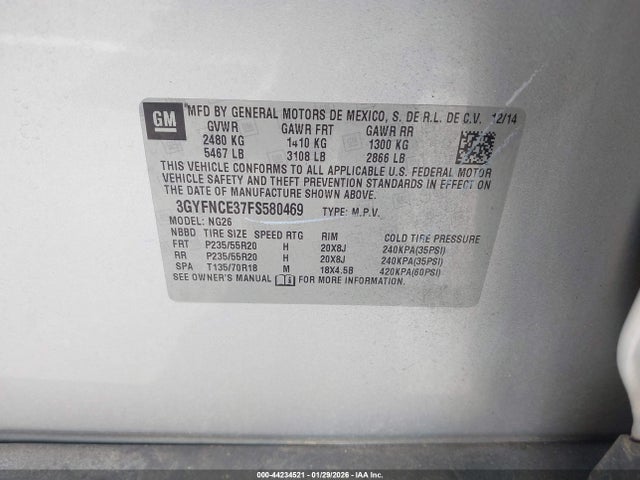 GM
MFD BY GENERAL MOTORS DE MEXICO, S. DE R.L. DE C.V. 12/14
GVWR GAWR FRT GAWR RR
2480 KG 1410 KG 1300 KG
5467 LB 3108 LB 2866 LB
THIS VEHICLE CONFORMS TO ALL APPLICABLE U.S. FEDERAL MOTOR
VEHICLE SAFETY AND THEFT PREVENTION STANDARDS IN EFFECT ON
THE DATE OF MANUFACTURE SHOWN ABOVE.
3GYFNCE37FS580469 TYPE: M.P.V.
MODEL: NG26
NBBD TIRE SIZE SPEED RTG RIM COLD TIRE PRESSURE
FRT P235/55R20 H 20X8J 240KPA(35PSI)
RR P235/55R20 H 20X8J 240KPA(35PSI)
SPA T135/70R18 M 18X4.5B 420KPA(60PSI)
SEE OWNER'S MANUAL FOR MORE INFORMATION.
000-44234521 - 01/29/2026 - IAA Inc.